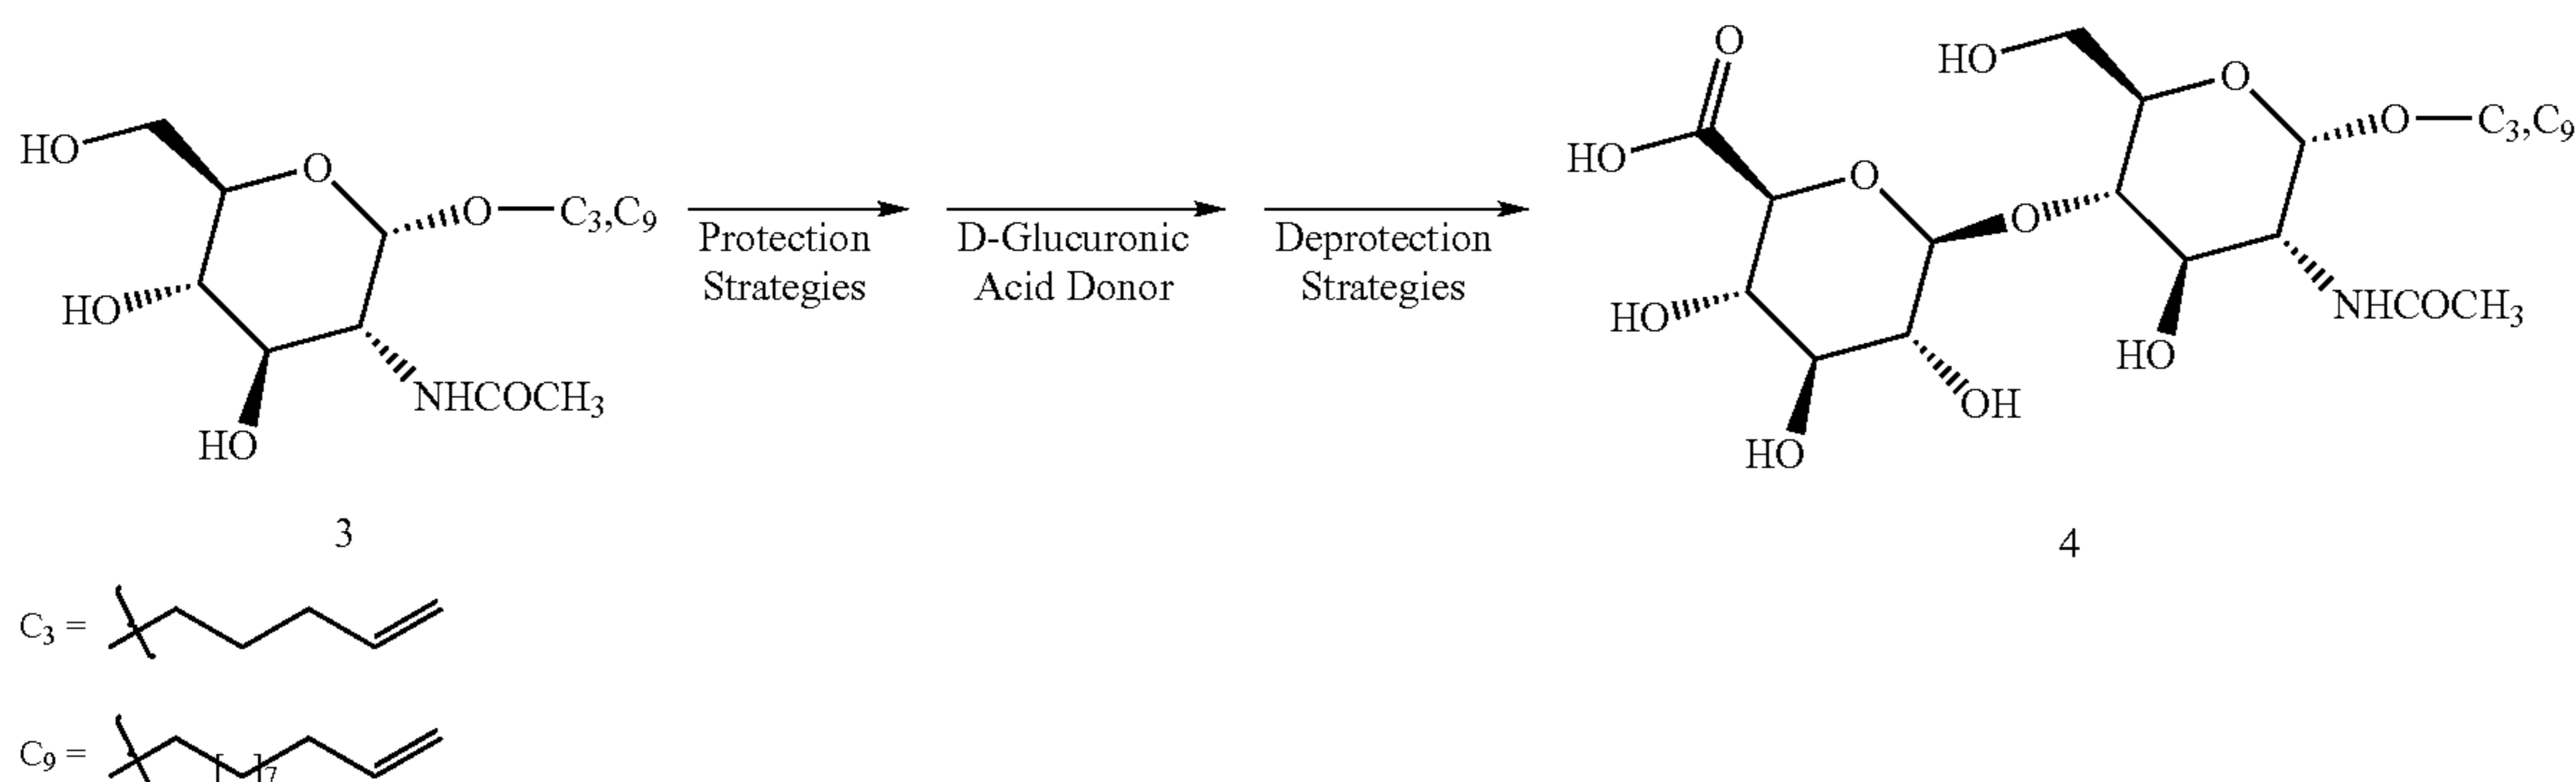 O
HO
O
HO
O
O—C₃,C₉
O
HO
O
O—C₃,C₉
HO
O
Protection
Strategies
D-Glucuronic
Acid Donor
Deprotection
Strategies
HO
NHCOCH₃
HO
NHCOCH₃
HO
OH
HO
HO
3
4
C₃ =
C₉ =
[ ]₇